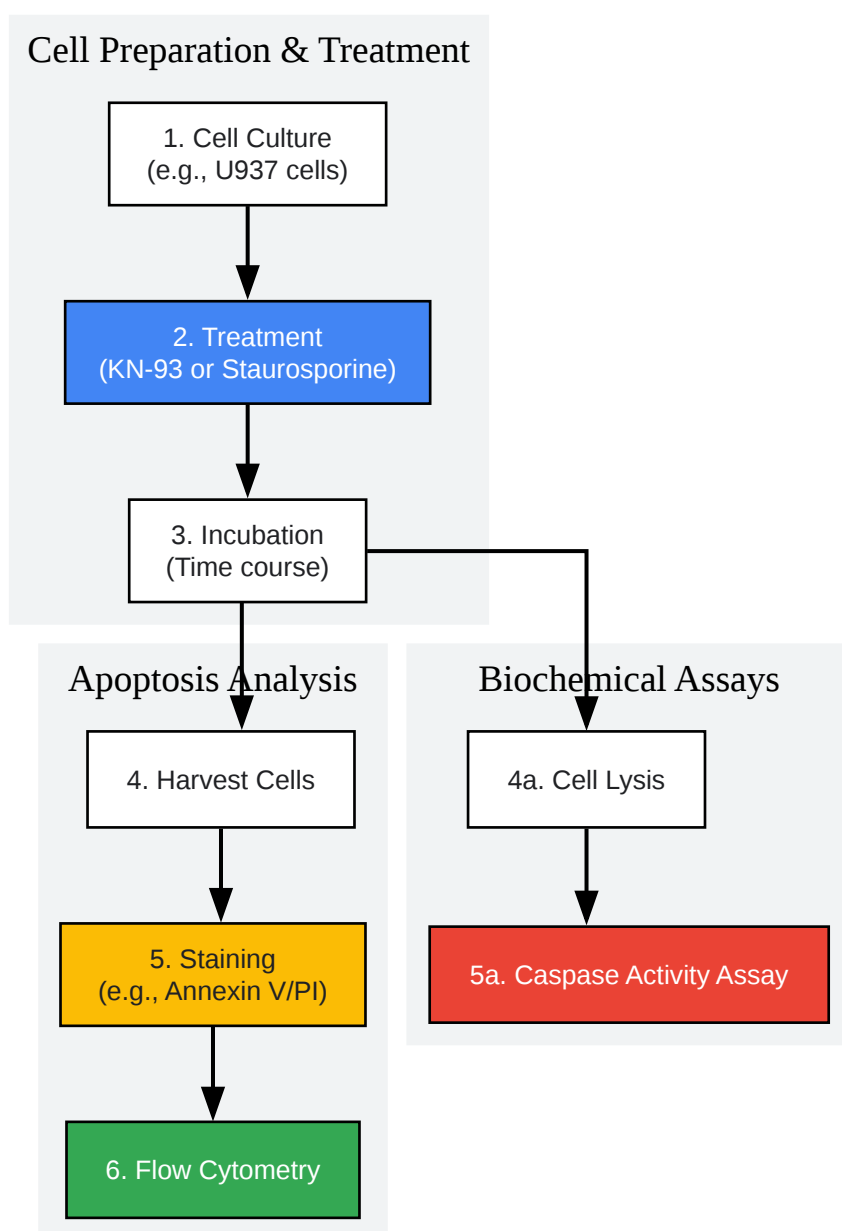 Cell Preparation & Treatment
1. Cell Culture
(e.g., U937 cells)
2. Treatment
(KN-93 or Staurosporine)
3. Incubation
(Time course)
Apoptosis Analysis
4. Harvest Cells
5. Staining
(e.g., Annexin V/PI)
6. Flow Cytometry
Biochemical Assays
4a. Cell Lysis
5a. Caspase Activity Assay